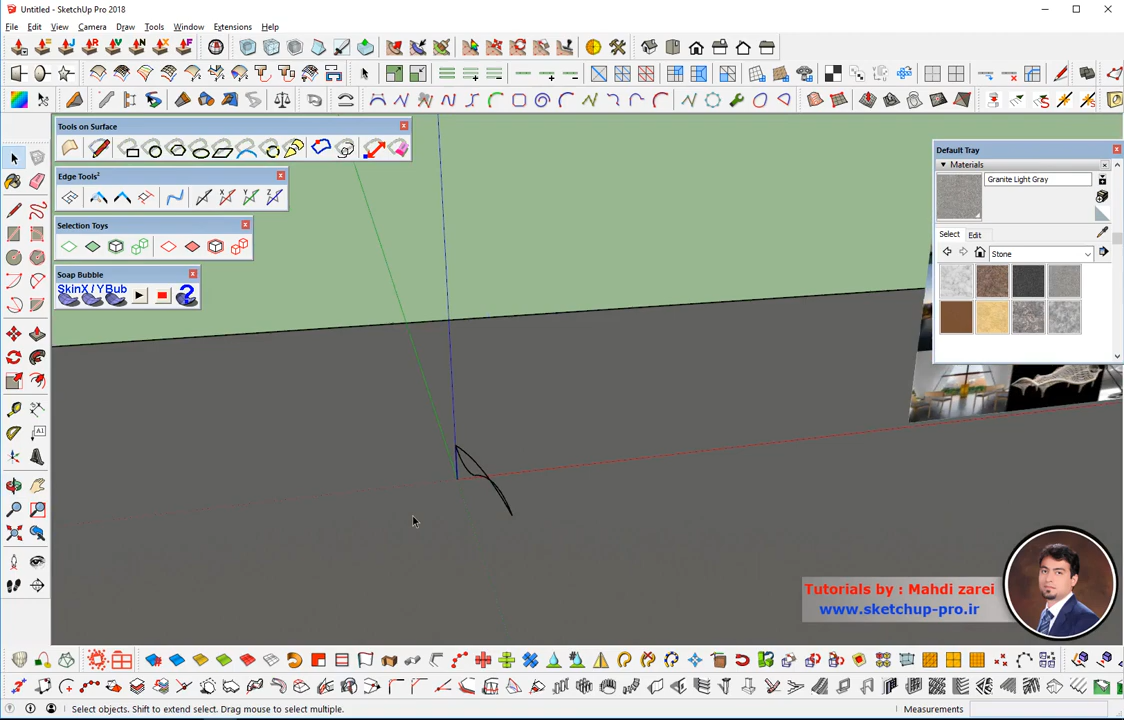 Untitled - SketchUp Pro 2018
File Edit View Camera Draw Tools Window Extensions Help
Tools on Surface
Edge Tools²
Selection Toys
Soap Bubble
SkinX / YBub
Default Tray
Materials
Granite Light Gray
Select Edit
Stone
A1
Tutorials by : Mahdi zarei
www.sketchup-pro.ir
Select objects. Shift to extend select. Drag mouse to select multiple.
Measurements